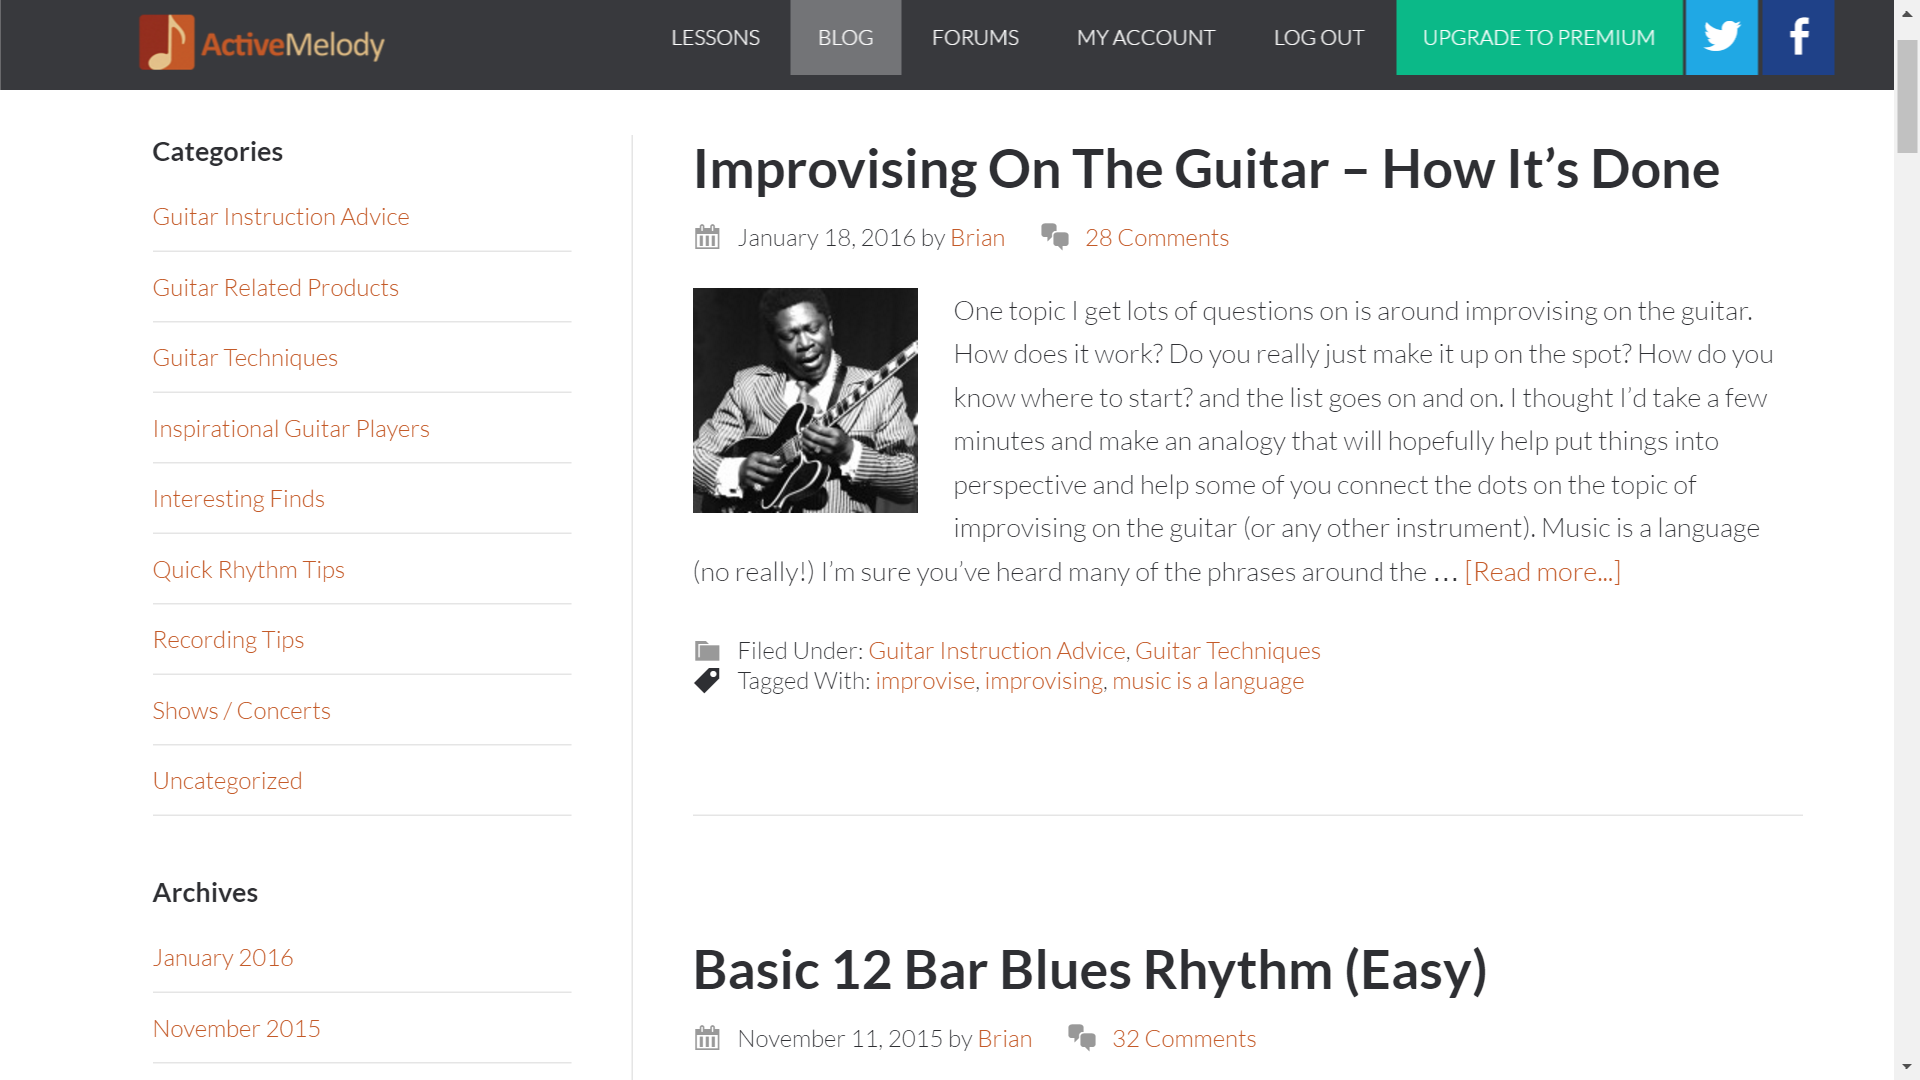 ActiveMelody
LESSONS
BLOG
FORUMS
MY ACCOUNT
LOG OUT
UPGRADE TO PREMIUM
Categories
Guitar Instruction Advice
Guitar Related Products
Guitar Techniques
Inspirational Guitar Players
Interesting Finds
Quick Rhythm Tips
Recording Tips
Shows / Concerts
Uncategorized
Archives
January 2016
November 2015
Improvising On The Guitar – How It’s Done
January 18, 2016 by Brian
28 Comments
One topic I get lots of questions on is around improvising on the guitar.
How does it work? Do you really just make it up on the spot? How do you
know where to start? and the list goes on and on. I thought I’d take a few
minutes and make an analogy that will hopefully help put things into
perspective and help some of you connect the dots on the topic of
improvising on the guitar (or any other instrument). Music is a language
(no really!) I’m sure you’ve heard many of the phrases around the … [Read more...]
Filed Under: Guitar Instruction Advice, Guitar Techniques
Tagged With: improvise, improvising, music is a language
Basic 12 Bar Blues Rhythm (Easy)
November 11, 2015 by Brian
32 Comments